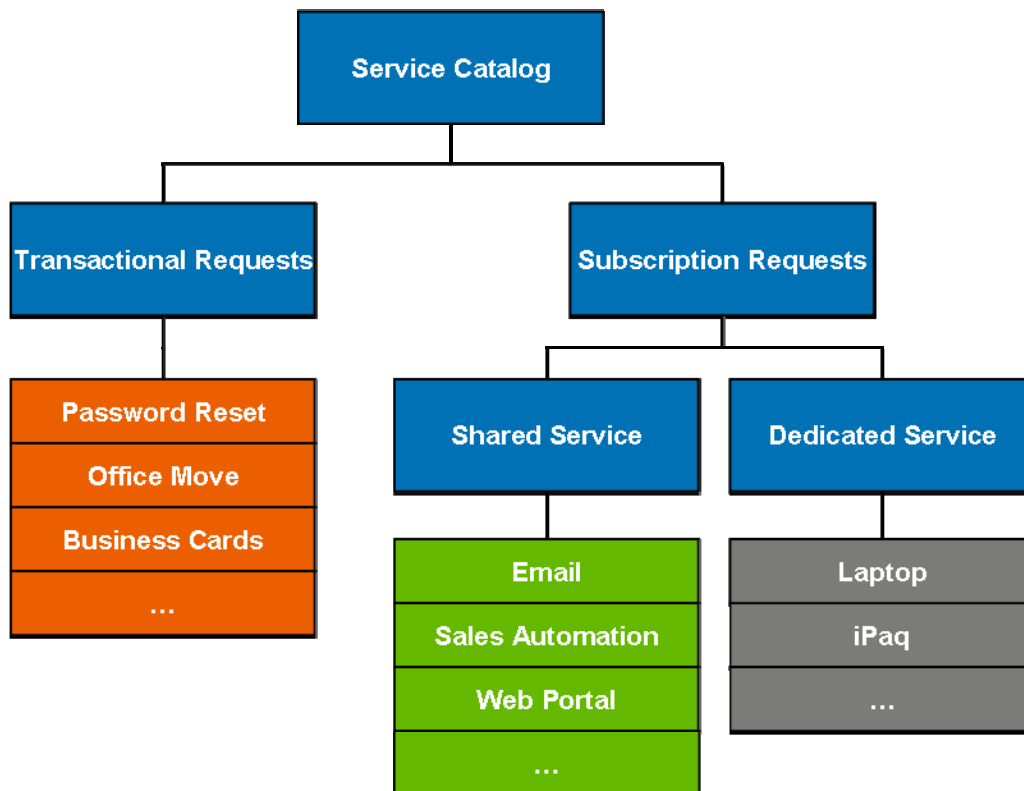 Service Catalog
Transactional Requests
Subscription Requests
Password Reset
Office Move
Business Cards
...
Shared Service
Dedicated Service
Email
Sales Automation
Web Portal
...
Laptop
iPaq
...